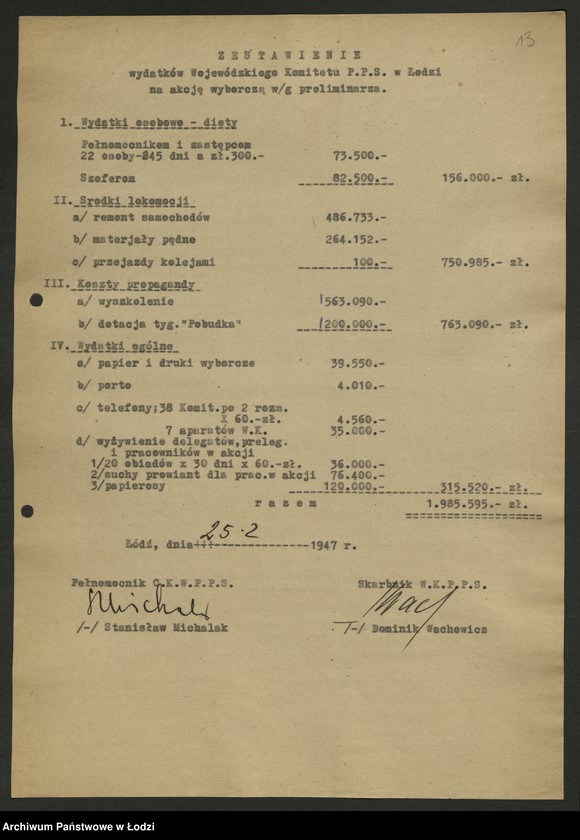 13
ZESTAWIENIE
wydatków Wojewódzkiego Komitetu P.P.S. w Łodzi
na akcję wyborczą w/g preliminarza.
1. Wydatki osobowe - diety
Pełnomocnikom i zastępcom
22 osoby-245 dni a zł.300.- 73.500.-
Szoferom 82.500.- 156.000.- zł.
II. Srodki lokomocji
a/ remont samochodów 486.733.-
b/ materjały pędne 264.152.-
c/ przejazdy kolejami 100.- 750.985.- zł.
III. Koszty propagandy
a/ wyszkolenie 563.090.-
b/ dotacja tyg."Pobudka" 200.000.- 763.090.- zł.
IV. Wydatki ogólne
a/ papier i druki wyborcze 39.550.-
b/ porto 4.010.-
c/ telefony;38 Komit.po 2 rozm.
X 60.-zł. 4.560.-
7 aparatów W.K. 35.000.-
d/ wyżywienie delegatów,preleg.
i pracowników w akcji
1/20 obiadów x 30 dni x 60.-zł. 36.000.-
2/suchy prowiant dla prac.w akcji 76.400.-
3/papierosy 120.000.- 315.520.- zł.
razem 1.985.595.- zł.
Łódź, dnia 25.2 1947 r.
Pełnomocnik C.K.W.P.P.S. Skarbnik W.K.P.P.S.
SMichalak Wach
/-/ Stanisław Michalak /-/ Dominik Wachowicz
Archiwum Państwowe w Łodzi